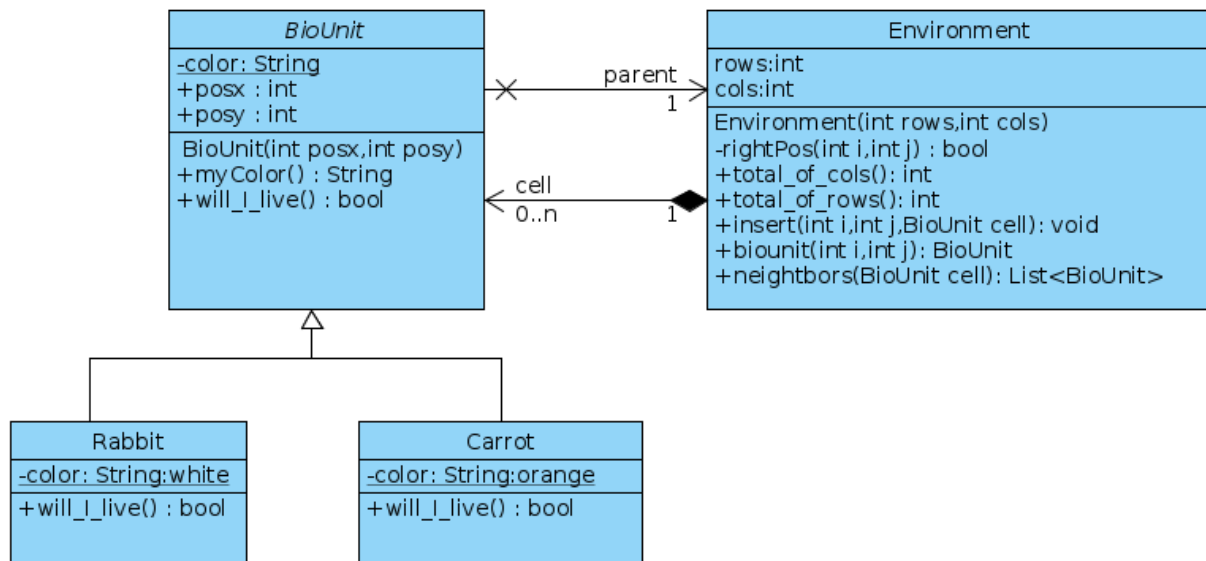 BioUnit
-color: String
+posx : int
+posy : int
BioUnit(int posx,int posy)
+myColor() : String
+will_I_live() : bool
parent
1
cell
0..n
1
Environment
rows:int
cols:int
Environment(int rows,int cols)
-rightPos(int i,int j) : bool
+total_of_cols(): int
+total_of_rows(): int
+insert(int i,int j,BioUnit cell): void
+biounit(int i,int j): BioUnit
+neightbors(BioUnit cell): List<BioUnit>
Rabbit
-color: String:white
+will_I_live() : bool
Carrot
-color: String:orange
+will_I_live() : bool